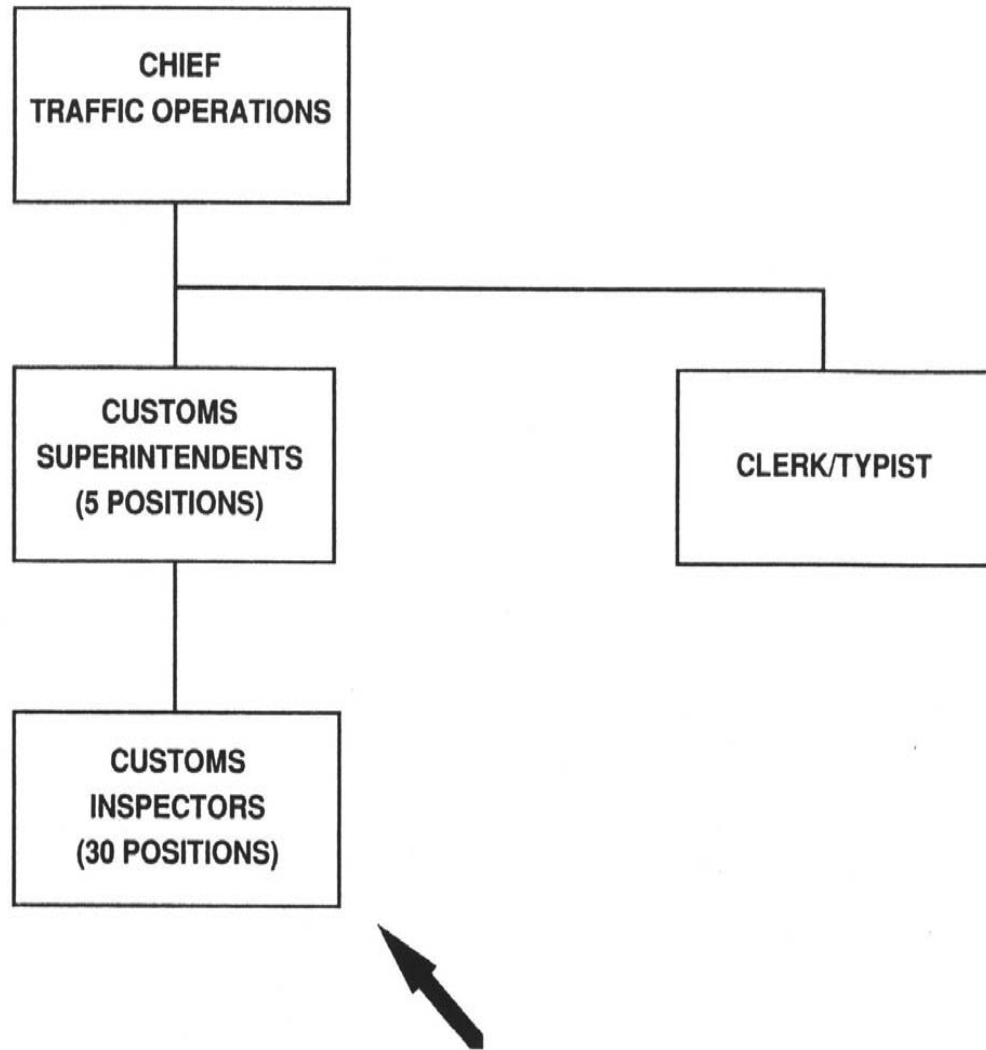 CHIEF
TRAFFIC OPERATIONS
CUSTOMS
SUPERINTENDENTS
(5 POSITIONS)
CLERK/TYPIST
CUSTOMS
INSPECTORS
(30 POSITIONS)